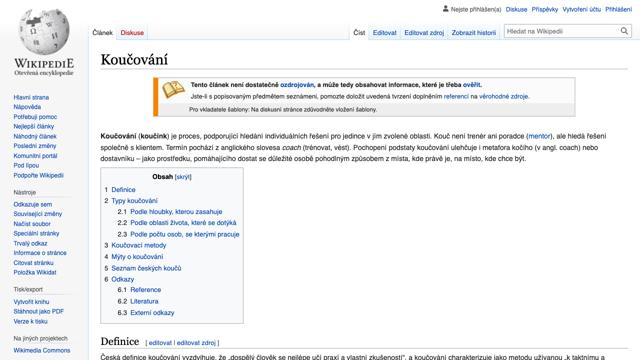 Nejste přihlášen(a) Diskuse Příspěvky Vytvoření účtu Přihlášení
Článek Diskuse Číst Editovat Editovat zdroj Zobrazit historii Hledat na Wikipedii
WIKIPEDIE
Otevřená encyklopedie
Hlavní strana
Nápověda
Potřebuji pomoc
Nejlepší články
Náhodný článek
Poslední změny
Komunitní portál
Pod lípou
Podpořte Wikipedii
Nástroje
Odkazuje sem
Související změny
Načíst soubor
Speciální stránky
Trvalý odkaz
Informace o stránce
Citovat stránku
Položka Wikidat
Tisk/export
Vytvořit knihu
Stáhnout jako PDF
Verze k tisku
Na jiných projektech
Wikimedia Commons
Koučování
Tento článek není dostatečně ozdrojován, a může tedy obsahovat informace, které je třeba ověřit.
Jste-li s popisovaným předmětem seznámeni, pomozte doložit uvedená tvrzení doplněním referencí na věrohodné zdroje.
Pro vkladatele šablony: Na diskusní stránce zdůvodněte vložení šablony.
Koučování (koučink) je proces, podporující hledání individuálních řešení pro jedince v jim zvolené oblasti. Kouč není trenér ani poradce (mentor), ale hledá řešení
společně s klientem. Termín pochází z anglického slovesa coach (trénovat, vést). Pochopení podstaty koučování ulehčuje i metafora kočího (v angl. coach) nebo
dostavníku – jako prostředku, pomáhajícího dostat se důležité osobě pohodlným způsobem z místa, kde právě je, na místo, kde chce být.
Obsah [skrýt]
1 Definice
2 Typy koučování
2.1 Podle hloubky, kterou zasahuje
2.2 Podle oblasti života, které se dotýká
2.3 Podle počtu osob, se kterými pracuje
3 Koučovací metody
4 Mýty o koučování
5 Seznam českých koučů
6 Odkazy
6.1 Reference
6.2 Literatura
6.3 Externí odkazy
Definice [ editovat | editovat zdroj ]
Česká definice koučování vyzdvihuje, že „dospělý člověk se nejlépe učí praxí a vlastní zkušeností“, a koučování charakterizuje jako metodu užívanou „k taktnímu a